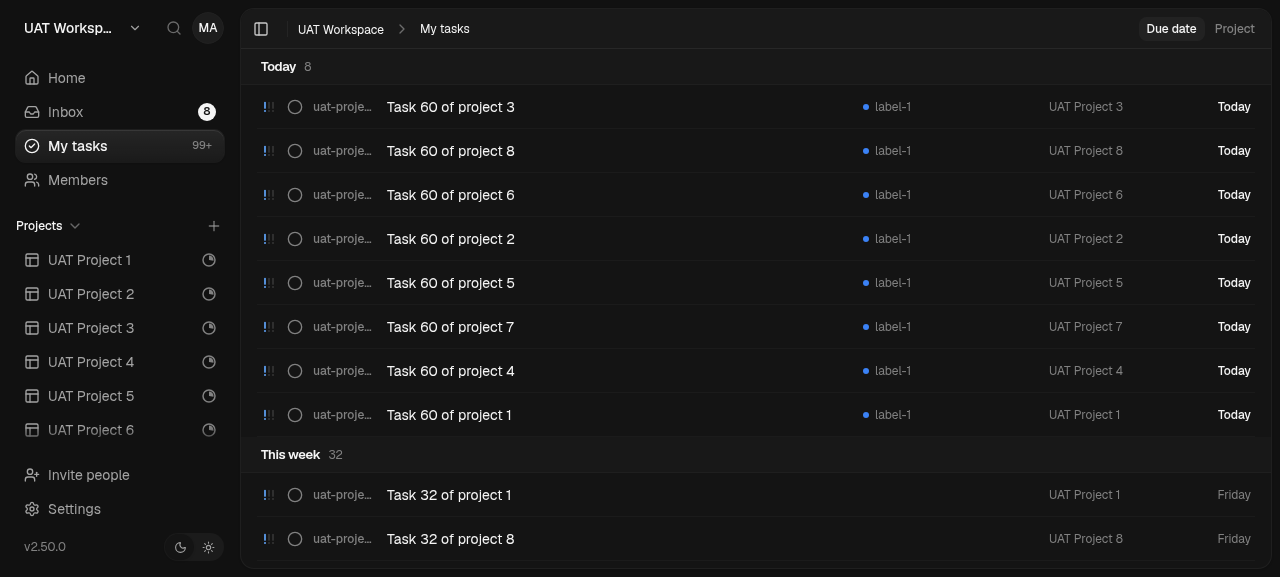 UAT Worksp...
MA
Home
Inbox 8
My tasks 99+
Members
Projects
UAT Project 1
UAT Project 2
UAT Project 3
UAT Project 4
UAT Project 5
UAT Project 6
Invite people
Settings
v2.50.0
UAT Workspace > My tasks
Due date Project
Today 8
uat-proje... Task 60 of project 3 label-1 UAT Project 3 Today
uat-proje... Task 60 of project 8 label-1 UAT Project 8 Today
uat-proje... Task 60 of project 6 label-1 UAT Project 6 Today
uat-proje... Task 60 of project 2 label-1 UAT Project 2 Today
uat-proje... Task 60 of project 5 label-1 UAT Project 5 Today
uat-proje... Task 60 of project 7 label-1 UAT Project 7 Today
uat-proje... Task 60 of project 4 label-1 UAT Project 4 Today
uat-proje... Task 60 of project 1 label-1 UAT Project 1 Today
This week 32
uat-proje... Task 32 of project 1 UAT Project 1 Friday
uat-proje... Task 32 of project 8 UAT Project 8 Friday